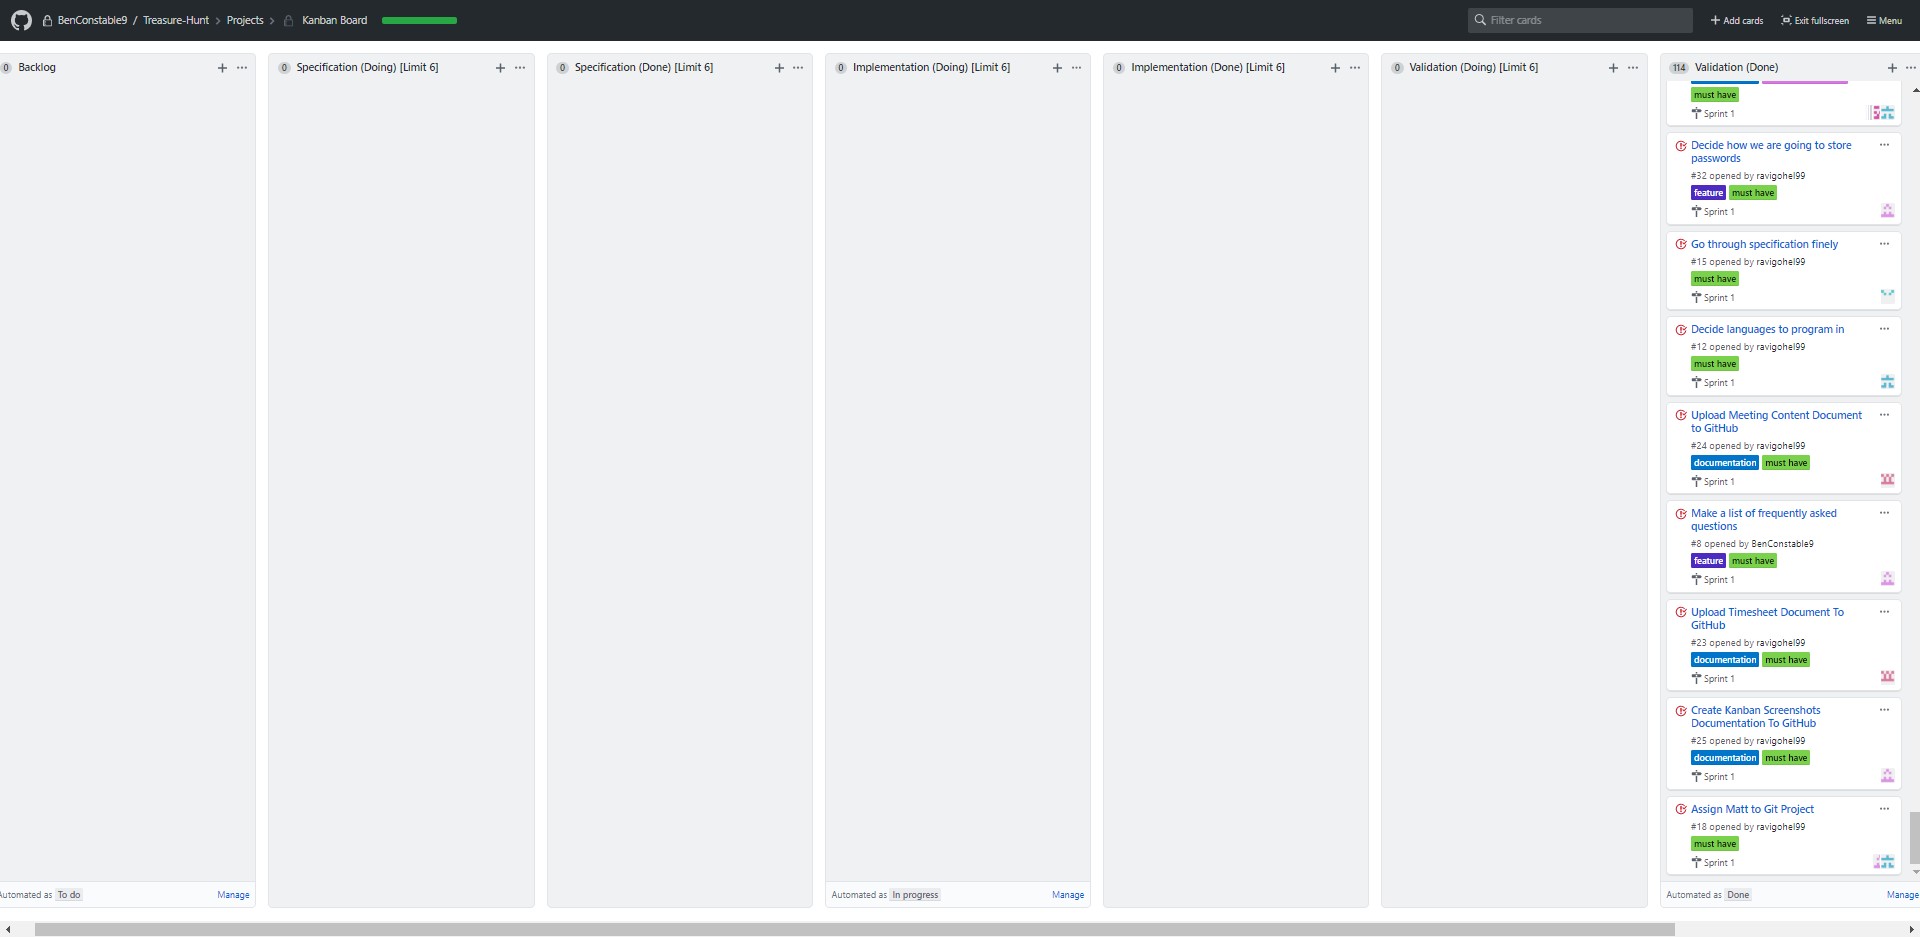 BenConstable9 / Treasure-Hunt Projects Kanban Board Filter cards Add cards Exit fullscreen Menu
0 Backlog
Automated as To do Manage
0 Specification (Doing) [Limit 6]
0 Specification (Done) [Limit 6]
0 Implementation (Doing) [Limit 6]
Automated as In progress Manage
0 Implementation (Done) [Limit 6]
0 Validation (Doing) [Limit 6]
114 Validation (Done)
must have
Sprint 1
Decide how we are going to store
passwords
#32 opened by ravigohel99
feature must have
Sprint 1
Go through specification finely
#15 opened by ravigohel99
must have
Sprint 1
Decide languages to program in
#12 opened by ravigohel99
must have
Sprint 1
Upload Meeting Content Document
to GitHub
#24 opened by ravigohel99
documentation must have
Sprint 1
Make a list of frequently asked
questions
#8 opened by BenConstable9
feature must have
Sprint 1
Upload Timesheet Document To
GitHub
#23 opened by ravigohel99
documentation must have
Sprint 1
Create Kanban Screenshots
Documentation To GitHub
#25 opened by ravigohel99
documentation must have
Sprint 1
Assign Matt to Git Project
#18 opened by ravigohel99
must have
Sprint 1
Automated as Done Manage